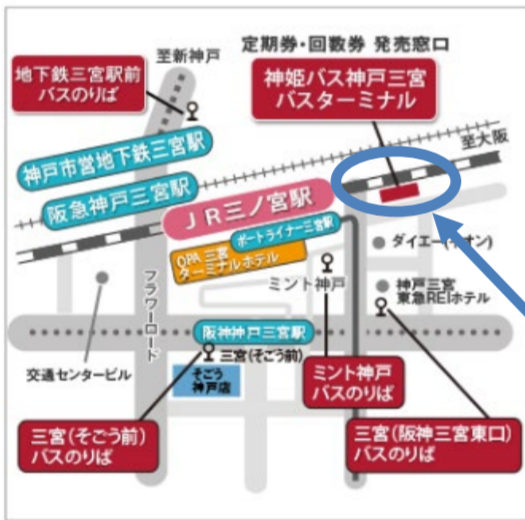 至新神戸
定期券・回数券 発売窓口
地下鉄三宮駅前
バスのりば
神姫バス神戸三宮
バスターミナル
至大阪
神戸市営地下鉄三宮駅
阪急神戸三宮駅
JR三ノ宮駅
ポートライナー三宮駅
OPA 三宮
ターミナルホテル
ダイエー(イオン)
ミント神戸
神戸三宮
東急REIホテル
フラワーロード
阪神神戸三宮駅
三宮(そごう前)
交通センタービル
そごう
神戸店
ミント神戸
バスのりば
三宮(そごう前)
バスのりば
三宮(阪神三宮東口)
バスのりば